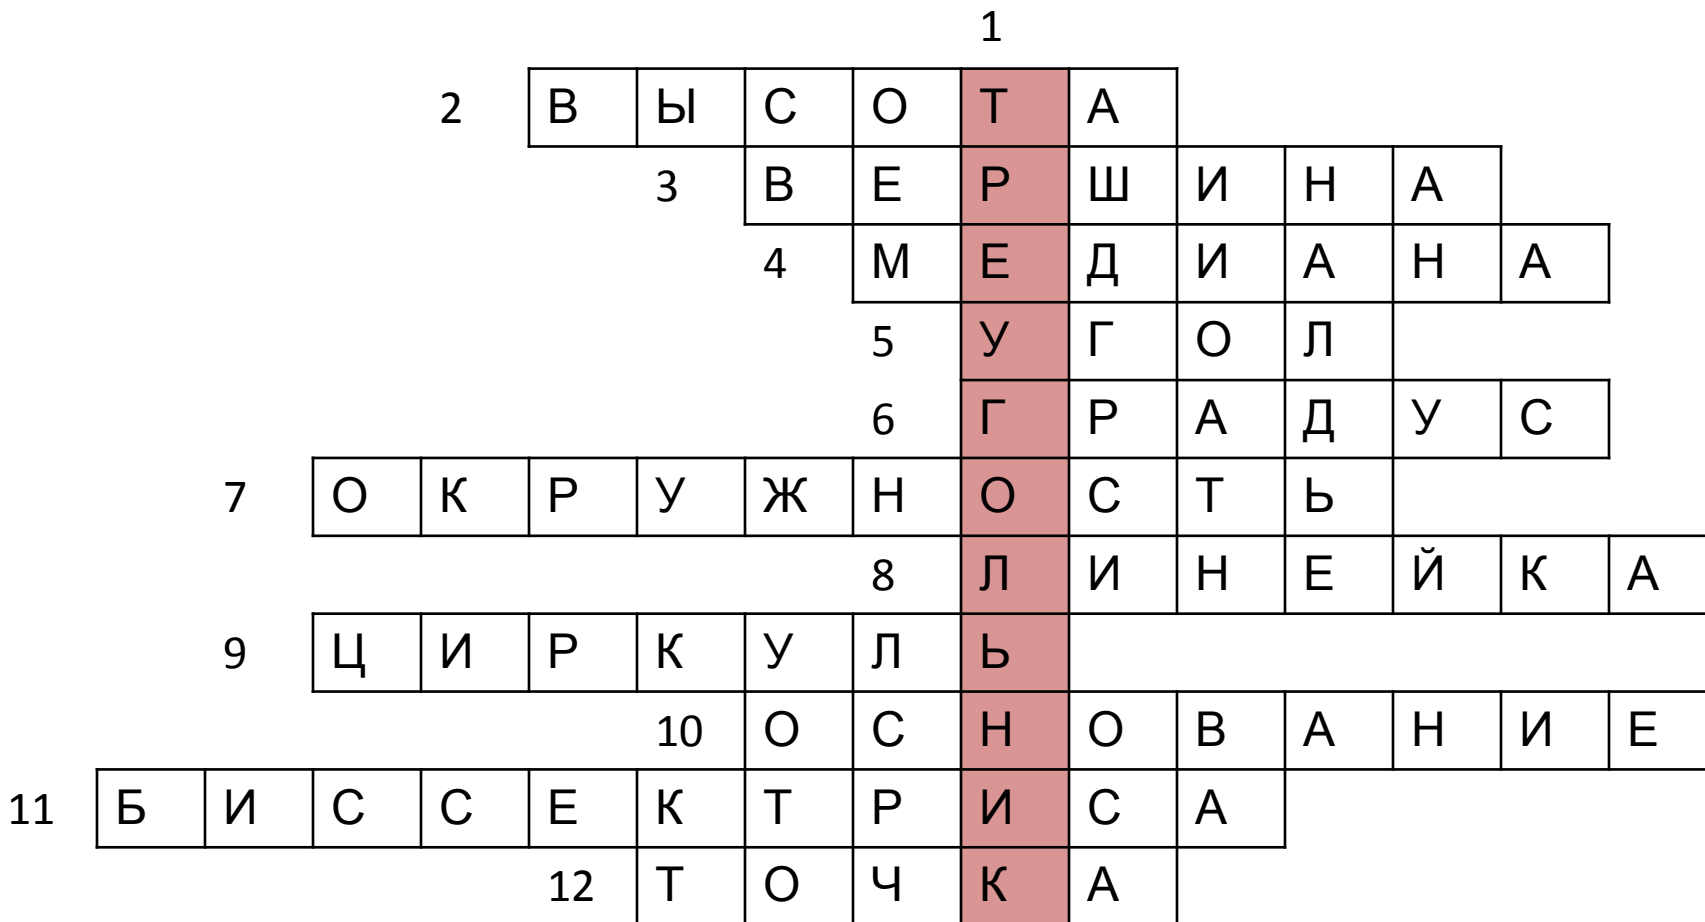 1
2 ВЫСОТА
3 ВЕРШИНА
4 МЕДИАНА
5 УГОЛ
6 ГРАДУС
7 ОКРУЖНОСТЬ
8 ЛИНЕЙКА
9 ЦИРКУЛЬ
10 ОСНОВАНИЕ
11 БИССЕКТРИСА
12 ТОЧКА